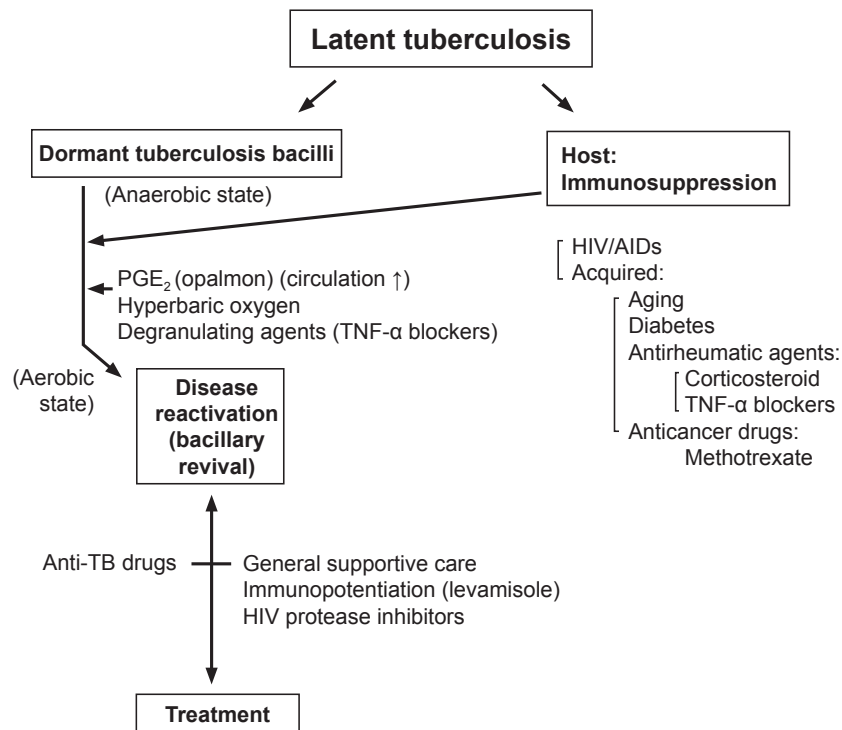 Latent tuberculosis
Dormant tuberculosis bacilli
(Anaerobic state)
Host:
Immunosuppression
HIV/AIDs
Acquired:
Aging
Diabetes
Antirheumatic agents:
Corticosteroid
TNF-α blockers
Anticancer drugs:
Methotrexate
PGE₂ (opalmon) (circulation ↑)
Hyperbaric oxygen
Degranulating agents (TNF-α blockers)
(Aerobic
state)
Disease
reactivation
(bacillary
revival)
Anti-TB drugs
General supportive care
Immunopotentiation (levamisole)
HIV protease inhibitors
Treatment